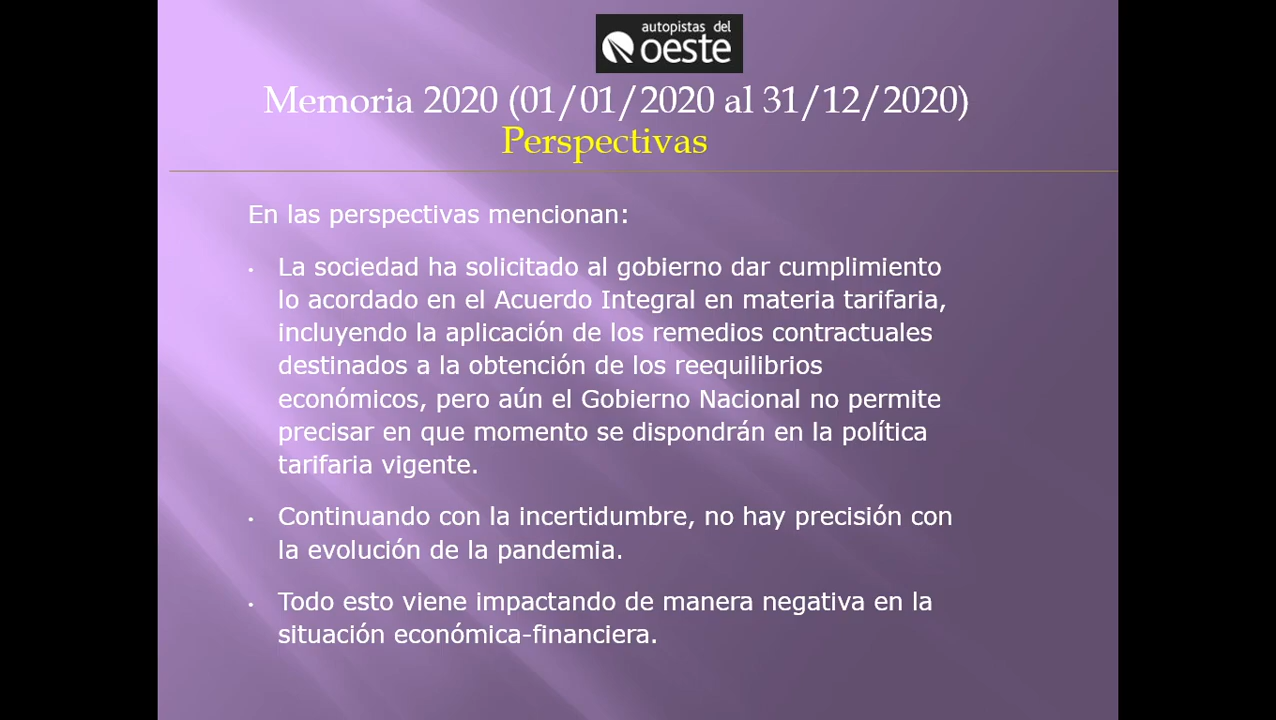 autopistas del
oeste
Memoria 2020 (01/01/2020 al 31/12/2020)
Perspectivas
En las perspectivas mencionan:
• La sociedad ha solicitado al gobierno dar cumplimiento
lo acordado en el Acuerdo Integral en materia tarifaria,
incluyendo la aplicación de los remedios contractuales
destinados a la obtención de los reequilibrios
económicos, pero aún el Gobierno Nacional no permite
precisar en que momento se dispondrán en la política
tarifaria vigente.
• Continuando con la incertidumbre, no hay precisión con
la evolución de la pandemia.
• Todo esto viene impactando de manera negativa en la
situación económica-financiera.